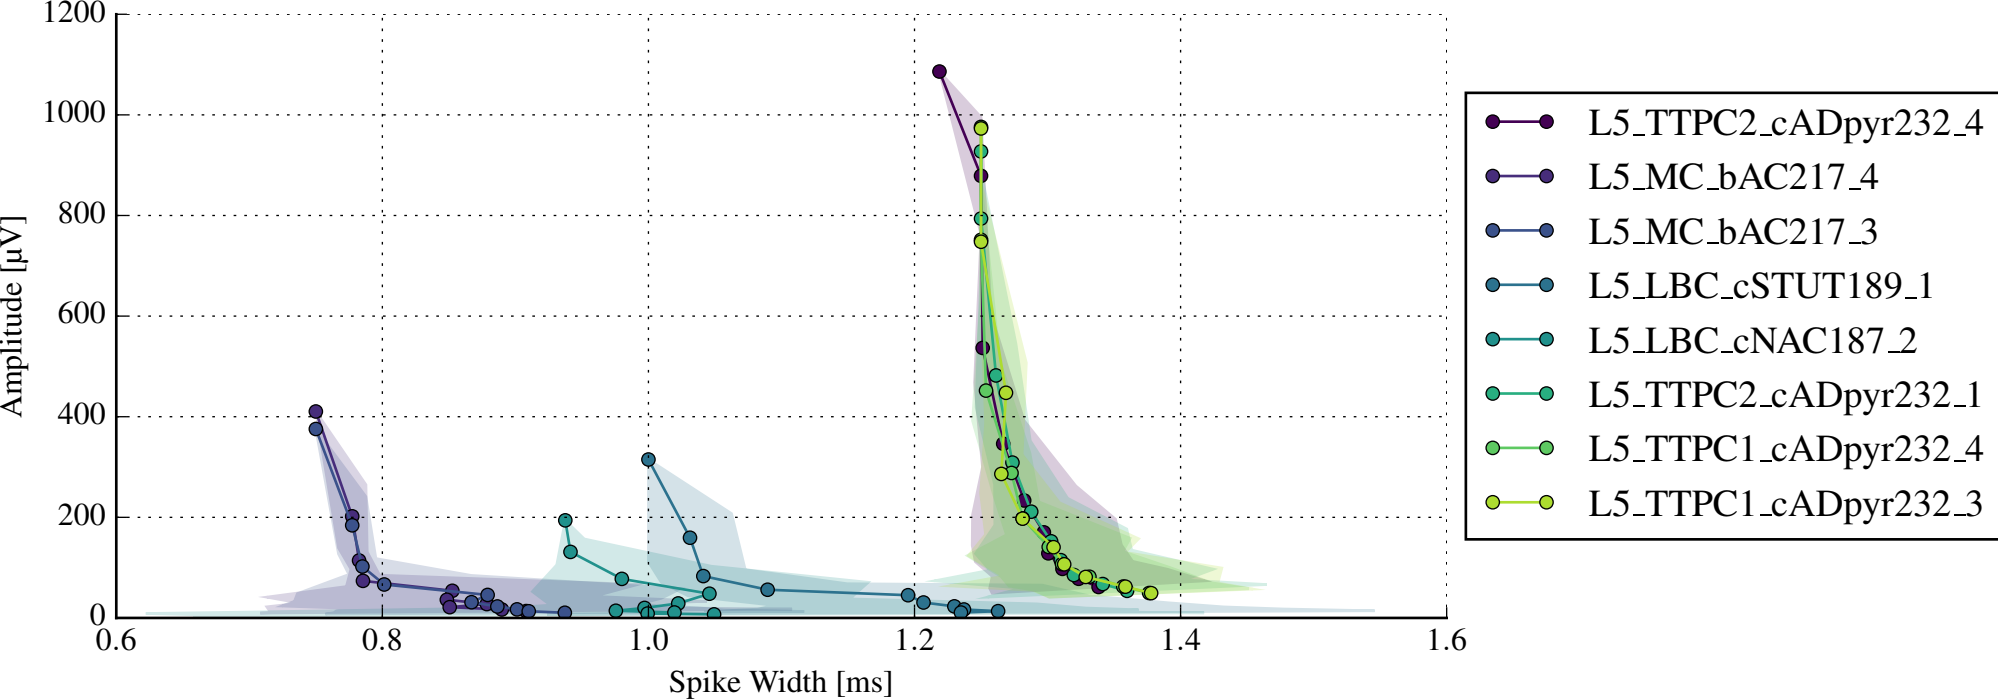 1200
1000
800
600
400
200
0
Amplitude [µV]
0.6 0.8 1.0 1.2 1.4 1.6
Spike Width [ms]
L5_TTPC2_cADpyr232_4
L5_MC_bAC217_4
L5_MC_bAC217_3
L5_LBC_cSTUT189_1
L5_LBC_cNAC187_2
L5_TTPC2_cADpyr232_1
L5_TTPC1_cADpyr232_4
L5_TTPC1_cADpyr232_3